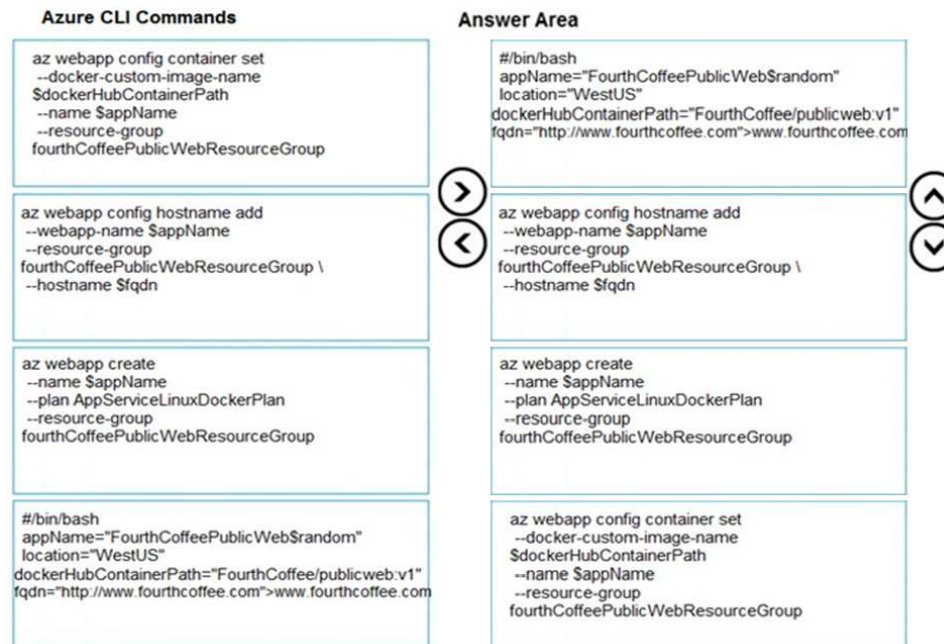 Azure CLI Commands
az webapp config container set
--docker-custom-image-name
$dockerHubContainerPath
--name $appName
--resource-group
fourthCoffeePublicWebResourceGroup
az webapp config hostname add
--webapp-name $appName
--resource-group
fourthCoffeePublicWebResourceGroup \
--hostname $fqdn
az webapp create
--name $appName
--plan AppServiceLinuxDockerPlan
--resource-group
fourthCoffeePublicWebResourceGroup
#/bin/bash
appName="FourthCoffeePublicWeb$random"
location="WestUS"
dockerHubContainerPath="FourthCoffee/publicweb:v1"
fqdn="http://www.fourthcoffee.com">www.fourthcoffee.com
Answer Area
#/bin/bash
appName="FourthCoffeePublicWeb$random"
location="WestUS"
dockerHubContainerPath="FourthCoffee/publicweb:v1"
fqdn="http://www.fourthcoffee.com">www.fourthcoffee.com
az webapp config hostname add
--webapp-name $appName
--resource-group
fourthCoffeePublicWebResourceGroup \
--hostname $fqdn
az webapp create
--name $appName
--plan AppServiceLinuxDockerPlan
--resource-group
fourthCoffeePublicWebResourceGroup
az webapp config container set
--docker-custom-image-name
$dockerHubContainerPath
--name $appName
--resource-group
fourthCoffeePublicWebResourceGroup